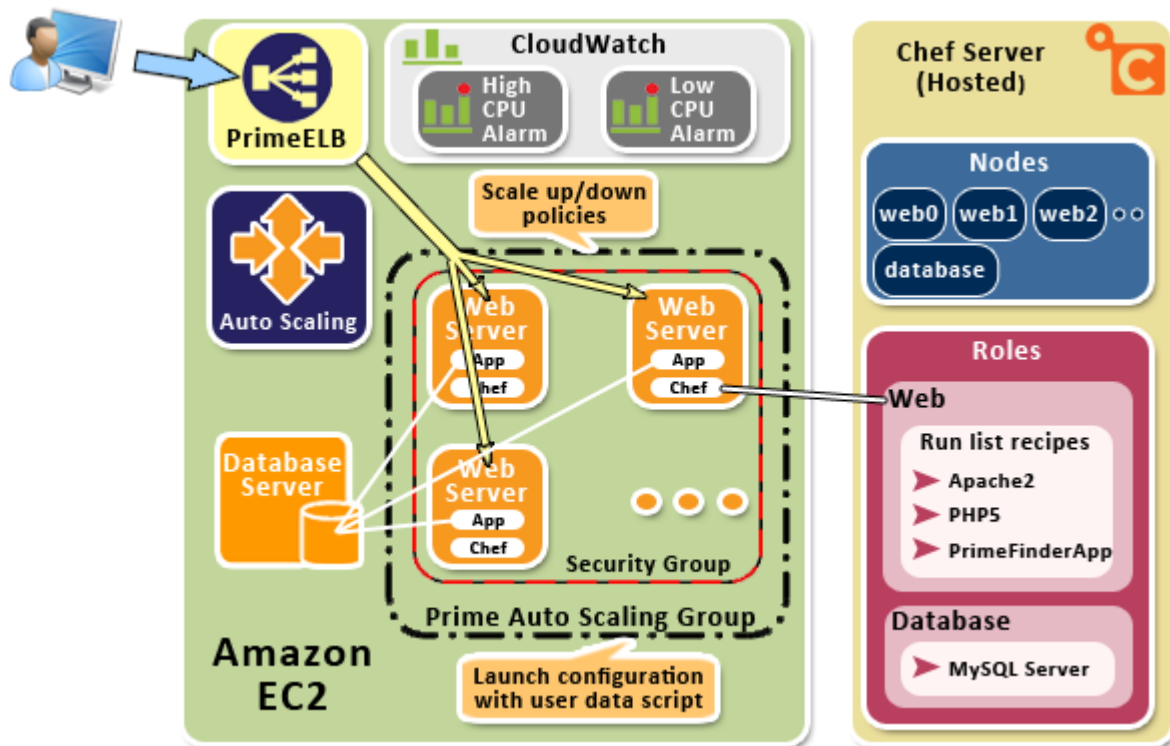 PrimeELB
CloudWatch
High
CPU
Alarm
Low
CPU
Alarm
Auto Scaling
Scale up/down
policies
Web
Server
App
Chef
Web
Server
App
Chef
Web
Server
App
Chef
Database
Server
Security Group
Prime Auto Scaling Group
Launch configuration
with user data script
Amazon
EC2
Chef Server
(Hosted)
C
Nodes
web0
web1
web2
database
Roles
Web
Run list recipes
Apache2
PHP5
PrimeFinderApp
Database
MySQL Server